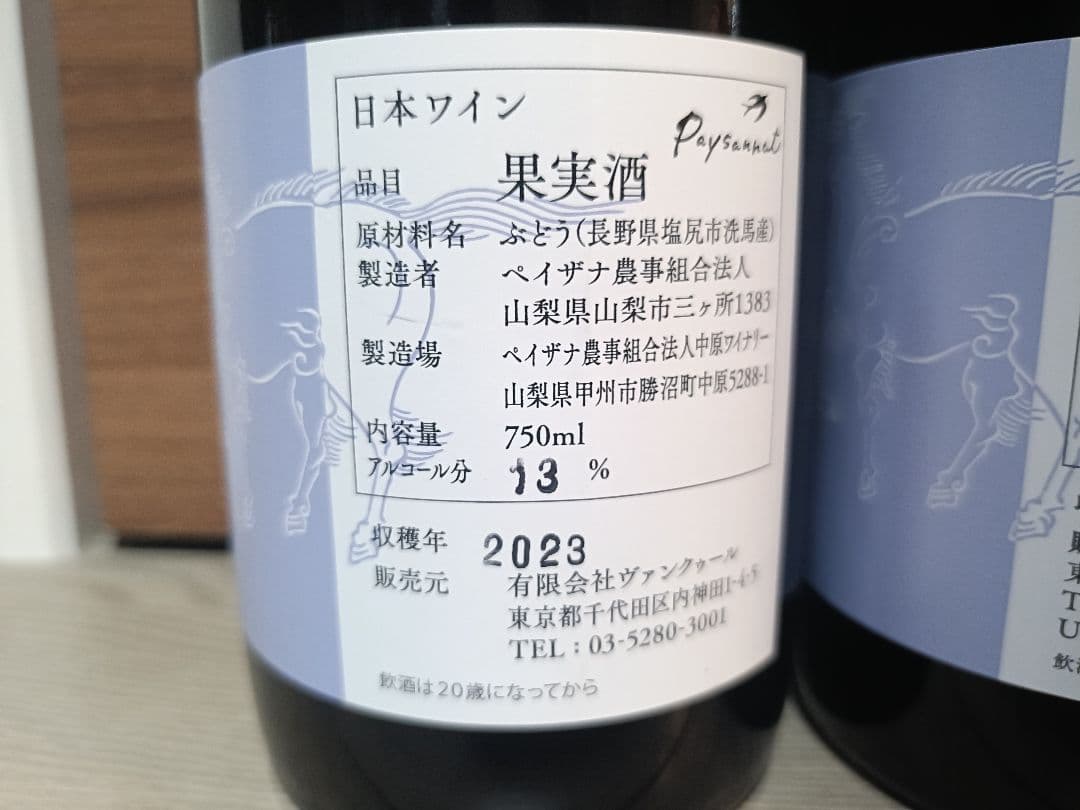 日本ワイン
Paysannat
品目 果実酒
原材料名 ぶどう(長野県塩尻市洗馬産)
製造者 ペイザナ農事組合法人
山梨県山梨市三ヶ所1383
製造場 ペイザナ農事組合法人中原ワイナリー
山梨県甲州市勝沼町中原5288-1
内容量 750ml
アルコール分 13 %
収穫年 2023
販売元 有限会社ヴァンクゥール
東京都千代田区内神田1-4-5
TEL:03-5280-3001
飲酒は20歳になってから